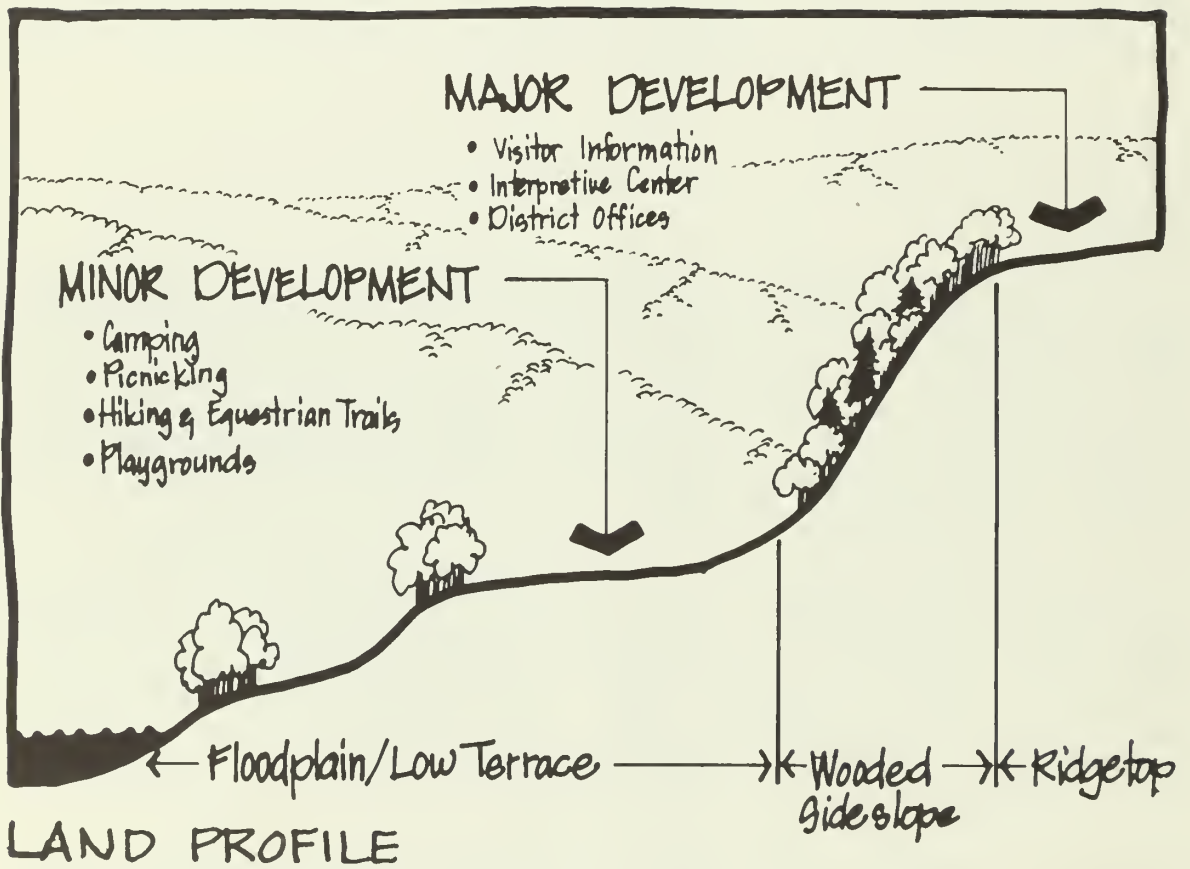 MAJOR DEVELOPMENT
• Visitor Information
• Interpretive Center
• District Offices
MINOR DEVELOPMENT
• Camping
• Picnicking
• Hiking & Equestrian Trails
• Playgrounds
Floodplain/Low Terrace
Wooded
Sideslope
Ridgetop
LAND PROFILE